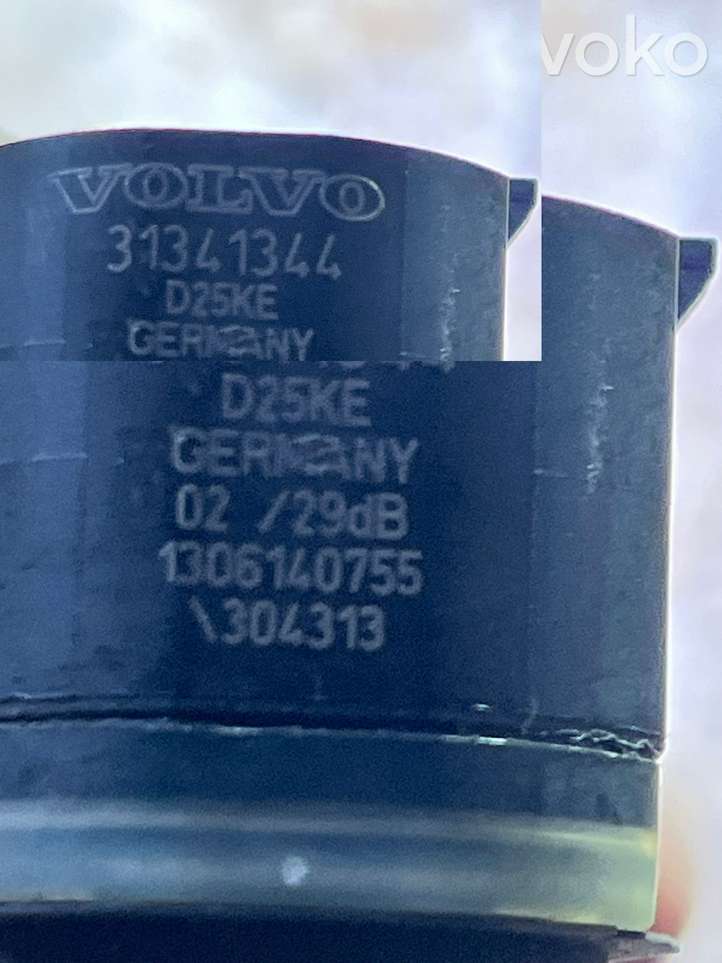 voko
VOLVO
31341344
D25KE
GERMANY
D25KE
GERMANY
02 /29dB
1306140755
\304313